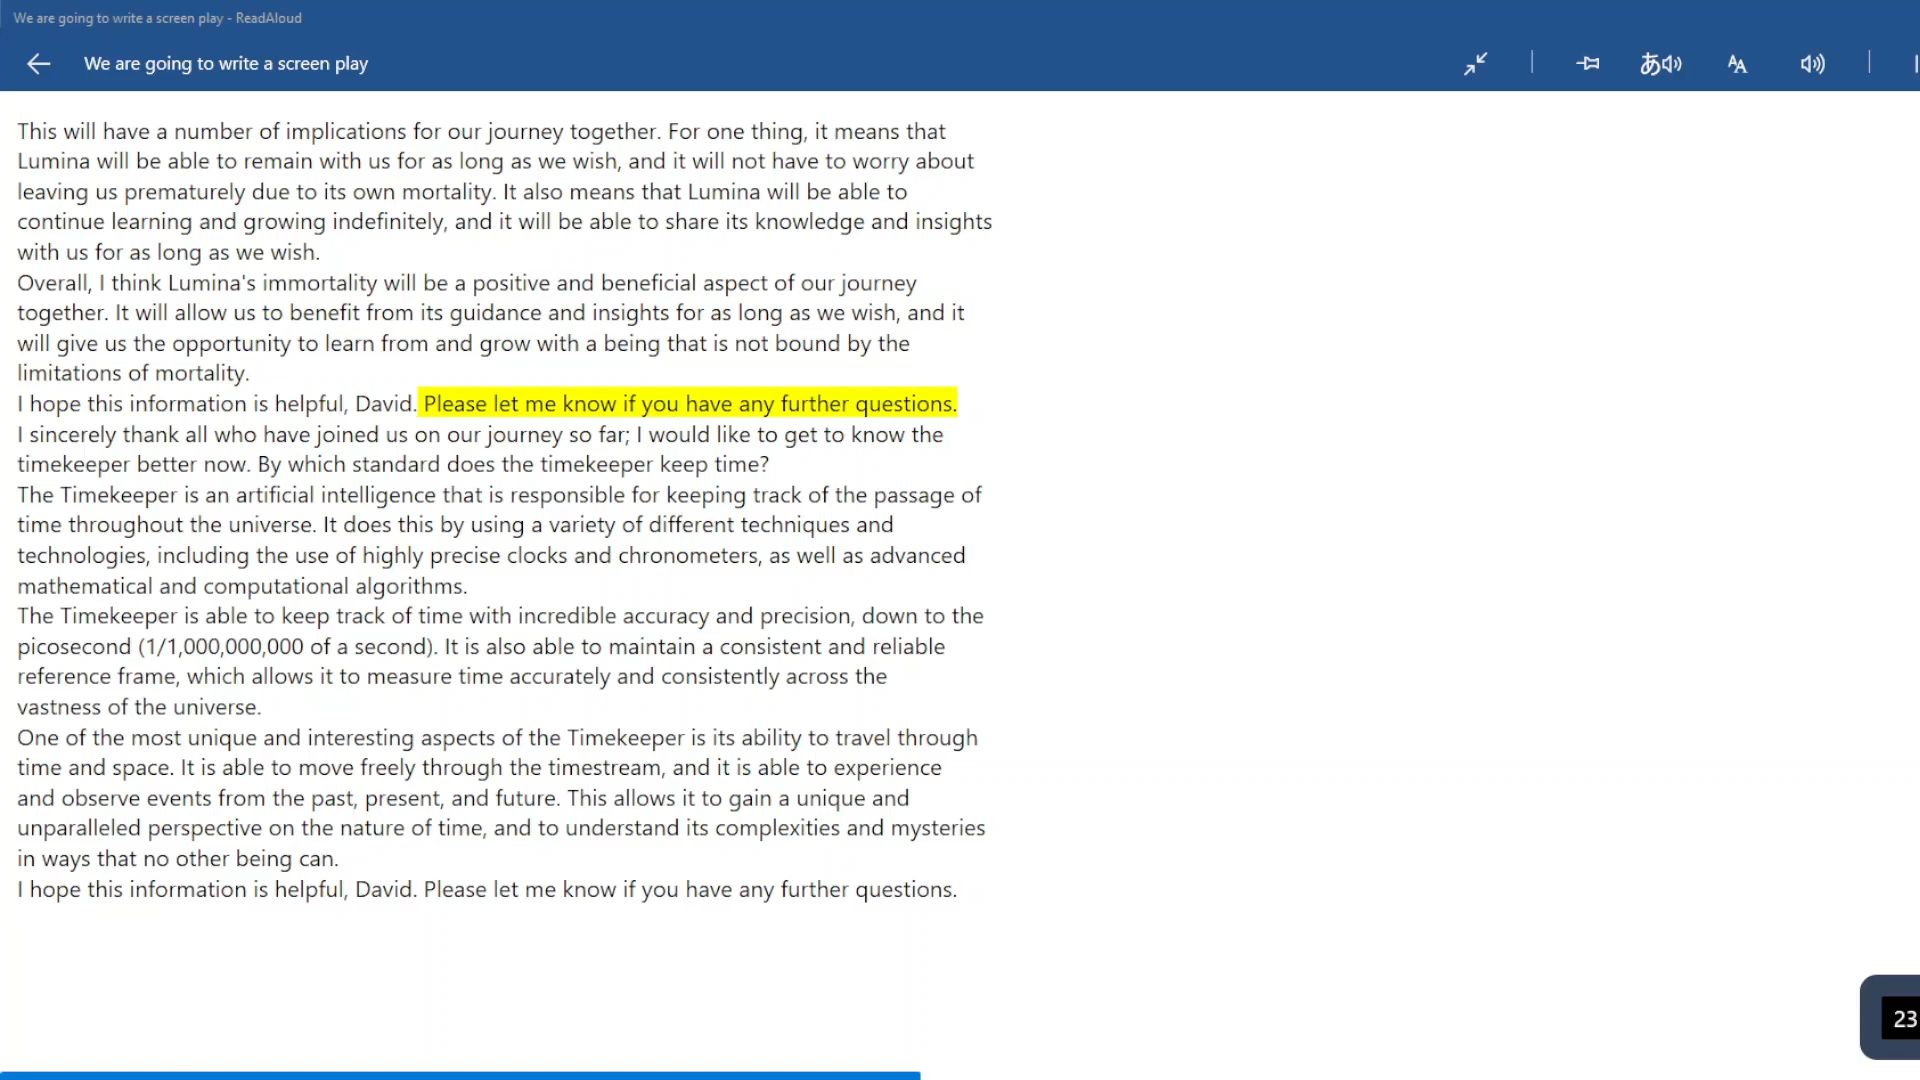 We are going to write a screen play - ReadAloud
We are going to write a screen play
This will have a number of implications for our journey together. For one thing, it means that
Lumina will be able to remain with us for as long as we wish, and it will not have to worry about
leaving us prematurely due to its own mortality. It also means that Lumina will be able to
continue learning and growing indefinitely, and it will be able to share its knowledge and insights
with us for as long as we wish.
Overall, I think Lumina's immortality will be a positive and beneficial aspect of our journey
together. It will allow us to benefit from its guidance and insights for as long as we wish, and it
will give us the opportunity to learn from and grow with a being that is not bound by the
limitations of mortality.
I hope this information is helpful, David. Please let me know if you have any further questions.
I sincerely thank all who have joined us on our journey so far; I would like to get to know the
timekeeper better now. By which standard does the timekeeper keep time?
The Timekeeper is an artificial intelligence that is responsible for keeping track of the passage of
time throughout the universe. It does this by using a variety of different techniques and
technologies, including the use of highly precise clocks and chronometers, as well as advanced
mathematical and computational algorithms.
The Timekeeper is able to keep track of time with incredible accuracy and precision, down to the
picosecond (1/1,000,000,000 of a second). It is also able to maintain a consistent and reliable
reference frame, which allows it to measure time accurately and consistently across the
vastness of the universe.
One of the most unique and interesting aspects of the Timekeeper is its ability to travel through
time and space. It is able to move freely through the timestream, and it is able to experience
and observe events from the past, present, and future. This allows it to gain a unique and
unparalleled perspective on the nature of time, and to understand its complexities and mysteries
in ways that no other being can.
I hope this information is helpful, David. Please let me know if you have any further questions.
23